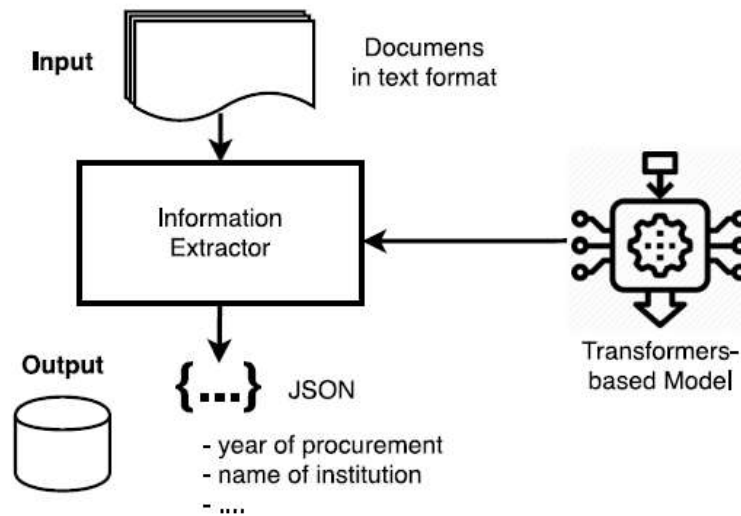 Input
Documens
in text format
Information
Extractor
Transformers-
based Model
Output
{...} JSON
- year of procurement
- name of institution
- ....